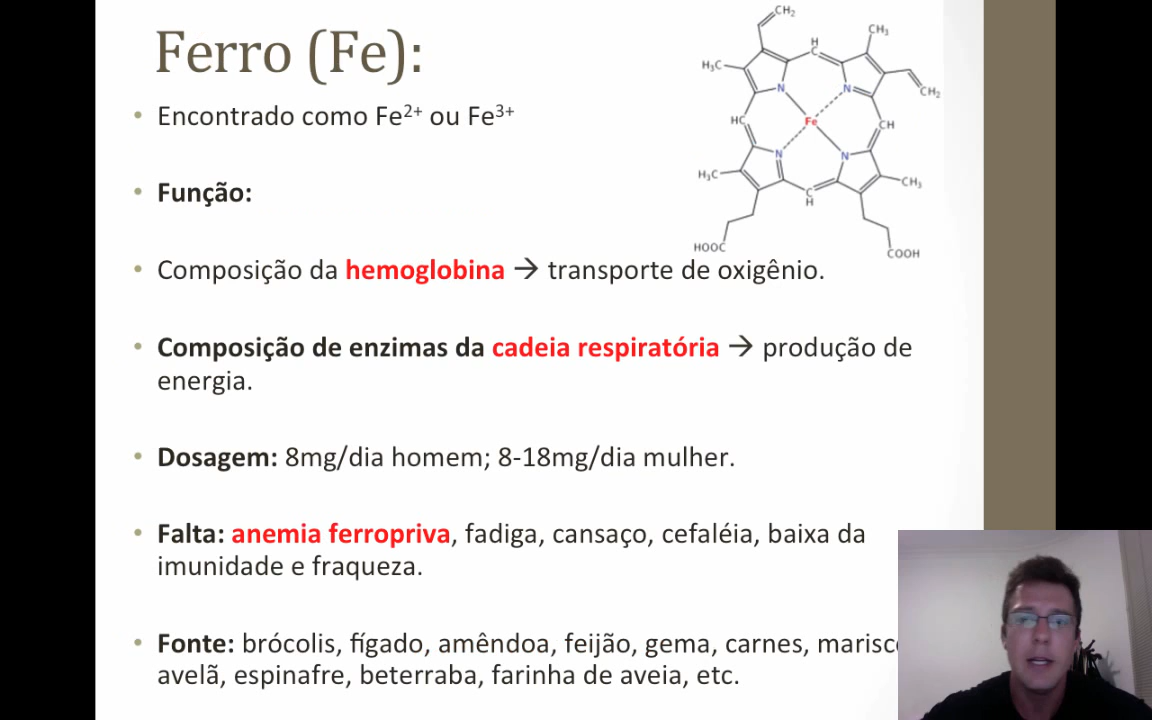 Ferro (Fe):
• Encontrado como Fe2+ ou Fe3+
• Função:
• Composição da hemoglobina → transporte de oxigênio.
• Composição de enzimas da cadeia respiratória → produção de
energia.
• Dosagem: 8mg/dia homem; 8-18mg/dia mulher.
• Falta: anemia ferropriva, fadiga, cansaço, cefaléia, baixa da
imunidade e fraqueza.
• Fonte: brócolis, fígado, amêndoa, feijão, gema, carnes,
avelã, espinafre, beterraba, farinha de aveia, etc.
CH2
CH3
H
C
H3C
N
N
CH2
HC
Fe
CH
N
N
H3C
CH3
C
H
HOOC
COOH